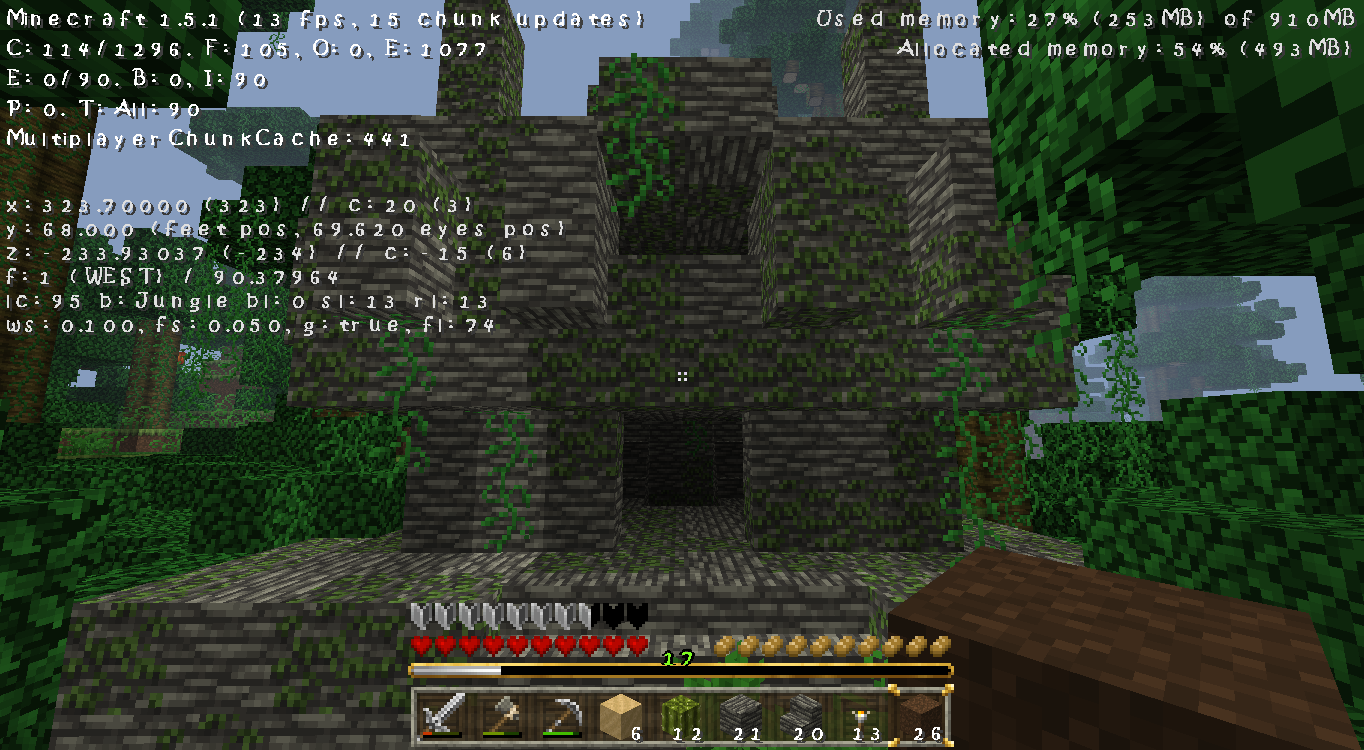 Minecraft 1.5.1 (13 fps, 15 chunk updates)
C: 114/1296. F: 105, O: 0, E: 1077
E: 0/90. B: 0, I: 90
P: 0. T: All: 90
Multiplayer ChunkCache: 441
x: 323.70000 (323) // C: 20 (3)
y: 68.000 (feet pos, 69.620 eyes pos)
z: -233.93037 (-234) // C: -15 (6)
f: 1 (WEST) / 90.37964
lC: 95 b: Jungle bl: 0 sl: 13 rl: 13
ws: 0.100, fs: 0.050, g: true, fl: 74
Used memory: 27% (253MB) of 910MB
Allocated memory: 54% (493MB)
17
6 12 21 20 13 26